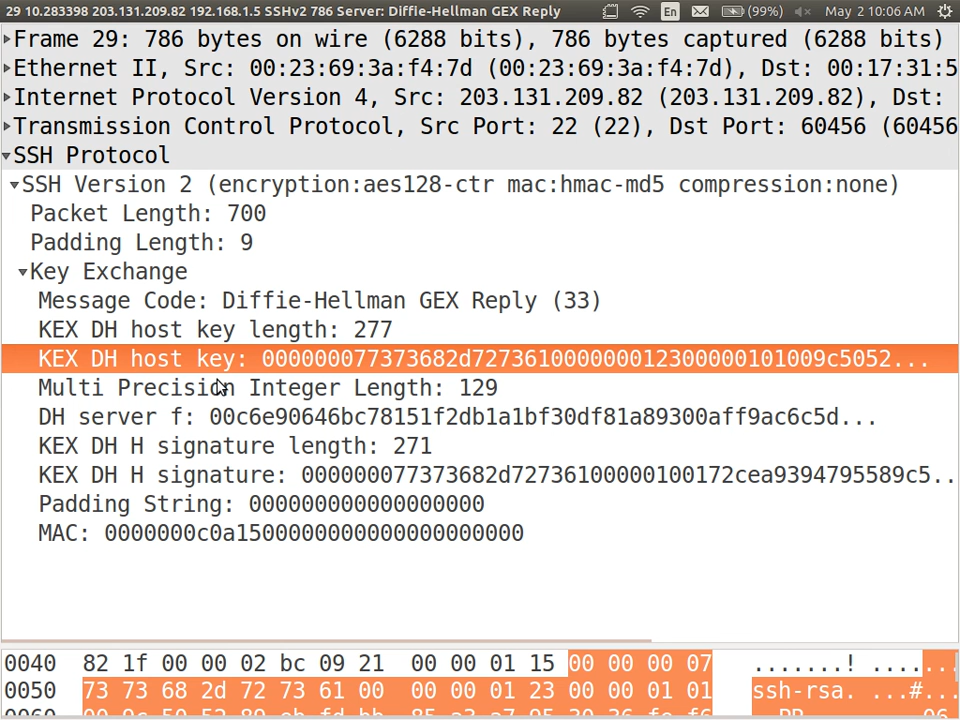 29 10.283398 203.131.209.82 192.168.1.5 SSHv2 786 Server: Diffie-Hellman GEX Reply En (99%) May 2 10:06 AM
Frame 29: 786 bytes on wire (6288 bits), 786 bytes captured (6288 bits)
Ethernet II, Src: 00:23:69:3a:f4:7d (00:23:69:3a:f4:7d), Dst: 00:17:31:5
Internet Protocol Version 4, Src: 203.131.209.82 (203.131.209.82), Dst:
Transmission Control Protocol, Src Port: 22 (22), Dst Port: 60456 (60456
SSH Protocol
SSH Version 2 (encryption:aes128-ctr mac:hmac-md5 compression:none)
Packet Length: 700
Padding Length: 9
Key Exchange
Message Code: Diffie-Hellman GEX Reply (33)
KEX DH host key length: 277
KEX DH host key: 000000077373682d727361000000012300000101009c5052...
Multi Precision Integer Length: 129
DH server f: 00c6e90646bc78151f2db1a1bf30df81a89300aff9ac6c5d...
KEX DH H signature length: 271
KEX DH H signature: 000000077373682d72736100000100172cea9394795589c5..
Padding String: 000000000000000000
MAC: 0000000c0a15000000000000000000000
0040 82 1f 00 00 02 bc 09 21 00 00 01 15 00 00 00 07 .......! .......
0050 73 73 68 2d 72 73 61 00 00 00 01 23 00 00 01 01 ssh-rsa. ...#...